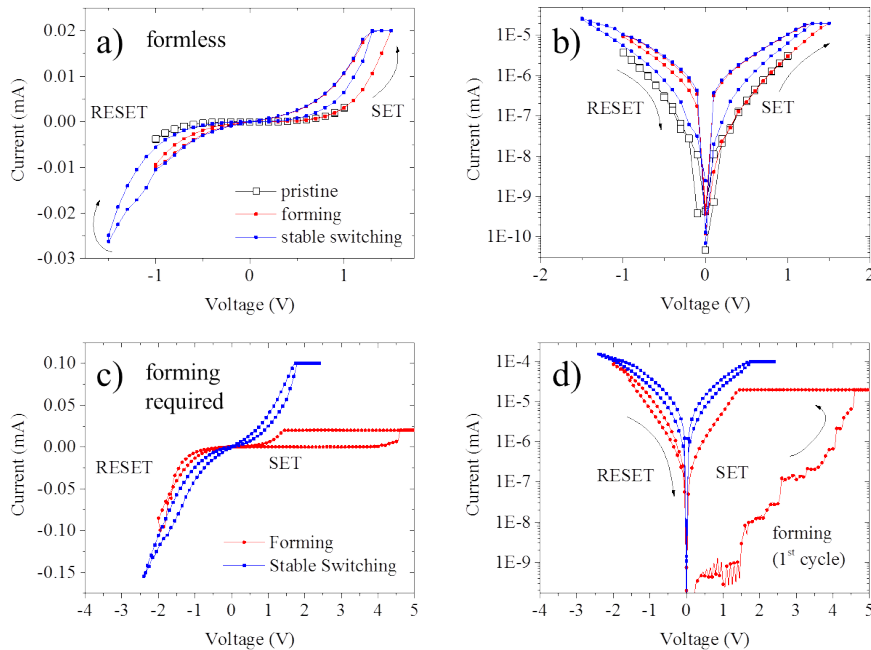 a) formless
0.02
0.01
0.00
-0.01
-0.02
-0.03
Current (mA)
RESET
SET
pristine
forming
stable switching
-1
0
1
Voltage (V)
b)
1E-5
1E-6
1E-7
1E-8
1E-9
1E-10
Current (mA)
RESET
SET
-2
-1
0
1
2
Voltage (V)
c) forming
required
0.10
0.05
0.00
-0.05
-0.10
-0.15
Current (mA)
RESET
SET
Forming
Stable Switching
-4
-3
-2
-1
0
1
2
3
4
5
Voltage (V)
d)
1E-4
1E-5
1E-6
1E-7
1E-8
1E-9
Current (mA)
RESET
SET
forming
(1st cycle)
-4
-3
-2
-1
0
1
2
3
4
5
Voltage (V)